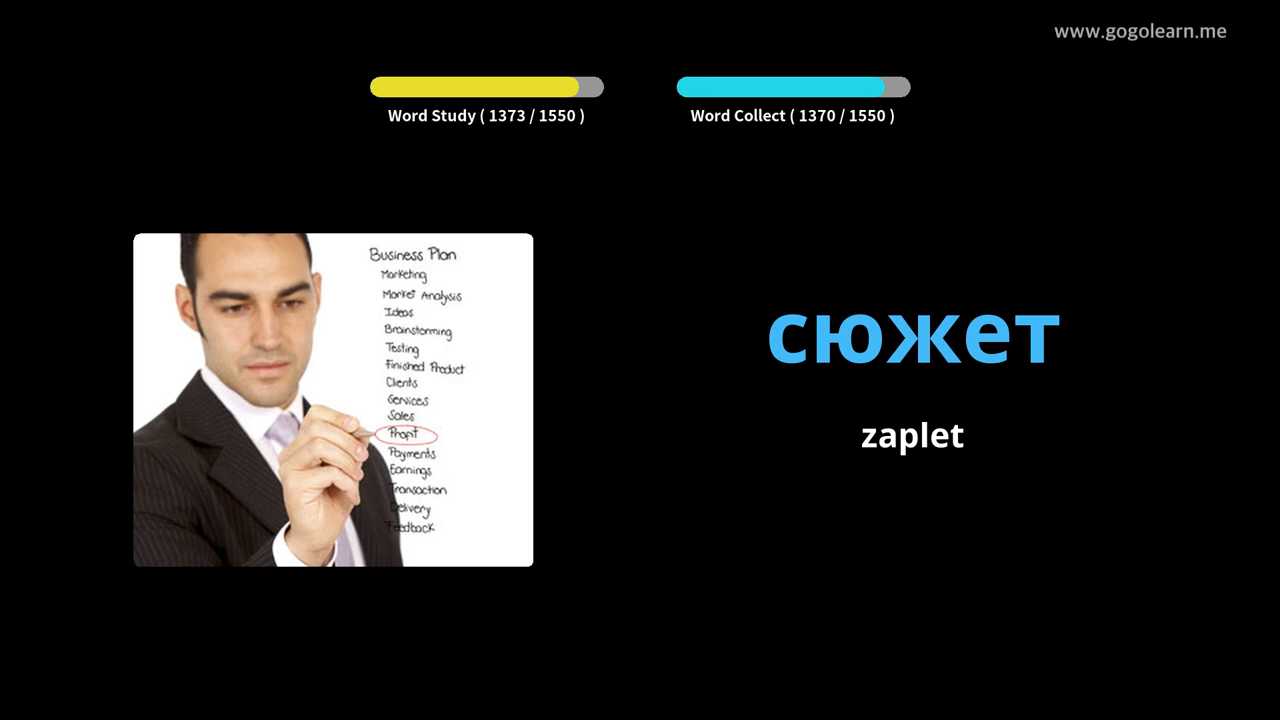 www.gogolearn.me
Word Study ( 1373 / 1550 )
Word Collect ( 1370 / 1550 )
Business Plan
Marketing
Market Analysis
Ideas
Brainstorming
Testing
Finished Product
Clients
Services
Sales
Profit
Payments
Earnings
Transaction
Delivery
Feedback
сюжет
zaplet